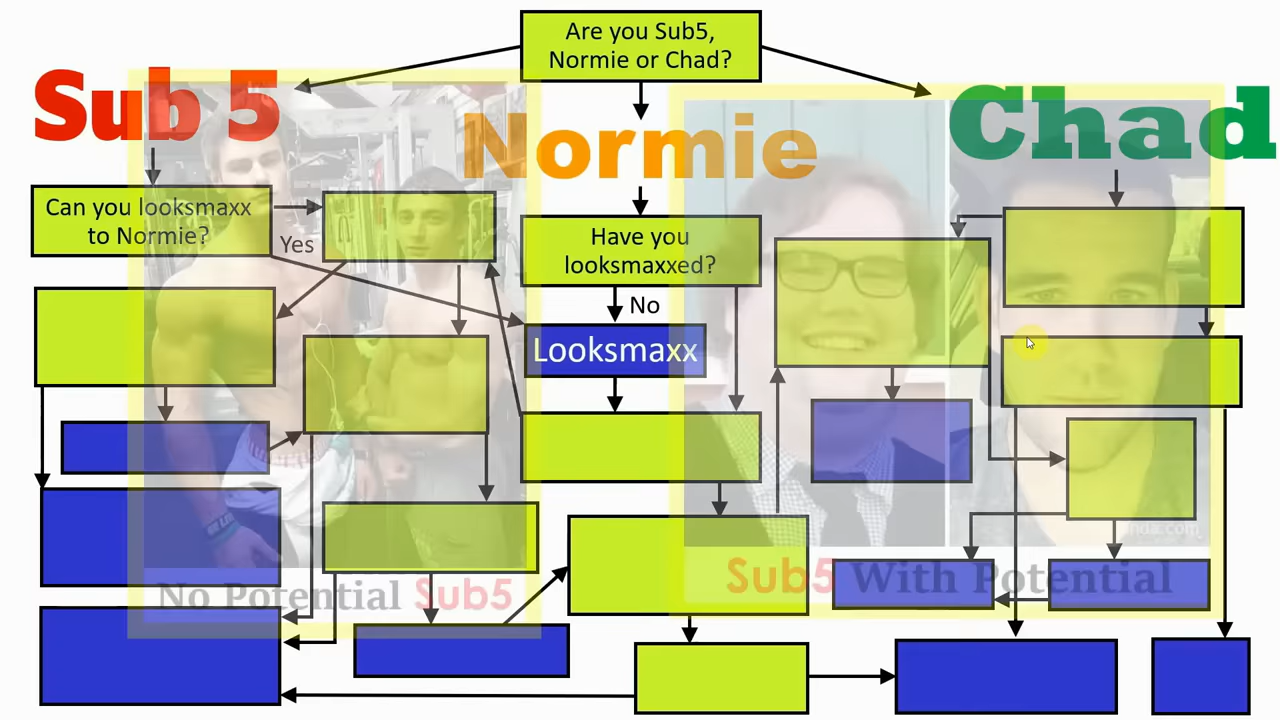 Are you Sub5,
Normie or Chad?
Sub 5
Normie
Chad
Can you looksmaxx
to Normie?
Yes
Have you
looksmaxxed?
No
Looksmaxx
No Potential Sub5
Sub5 With Potential